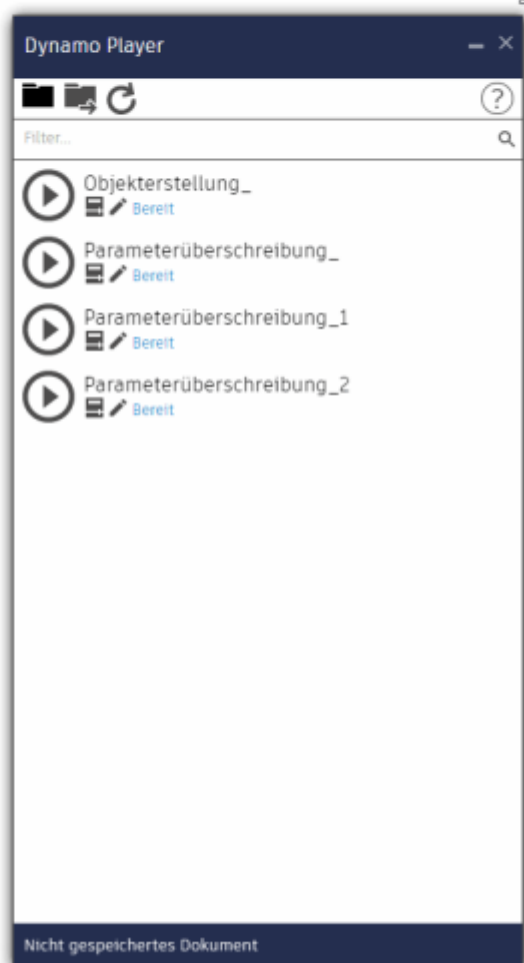 Dynamo Player
Filter...
Objekterstellung_
Bereit
Parameterüberschreibung_
Bereit
Parameterüberschreibung_1
Bereit
Parameterüberschreibung_2
Bereit
Nicht gespeichertes Dokument